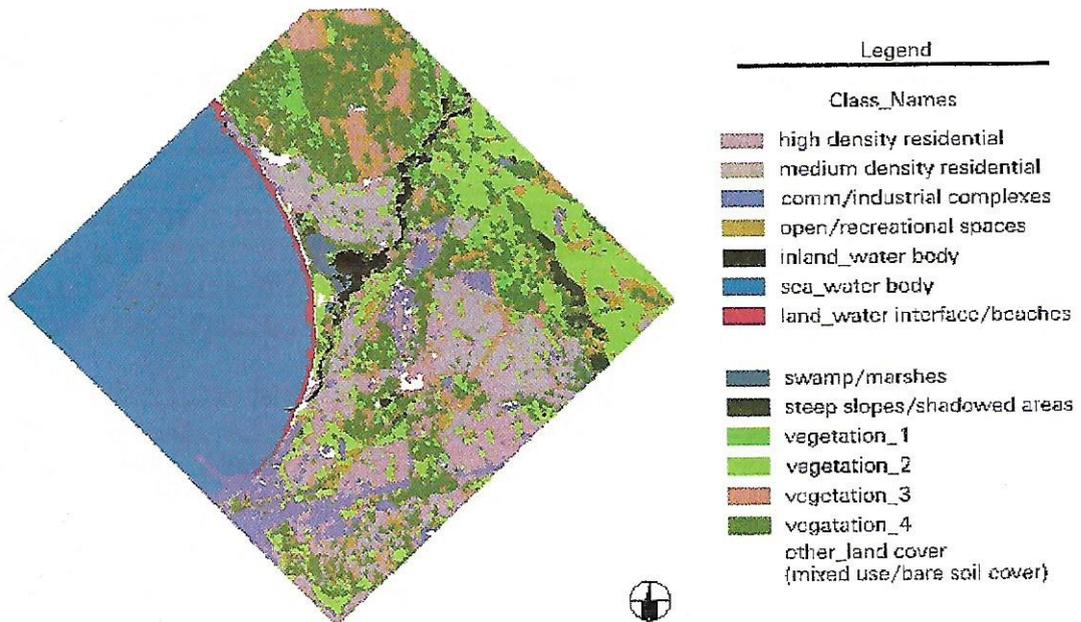 Legend
Class_Names
high density residential
medium density residential
comm/industrial complexes
open/recreational spaces
inland_water body
sea_water body
land_water interface/beaches
swamp/marshes
steep slopes/shadowed areas
vegetation_1
vegetation_2
vegetation_3
vegatation_4
other_land cover
(mixed use/bare soil cover)